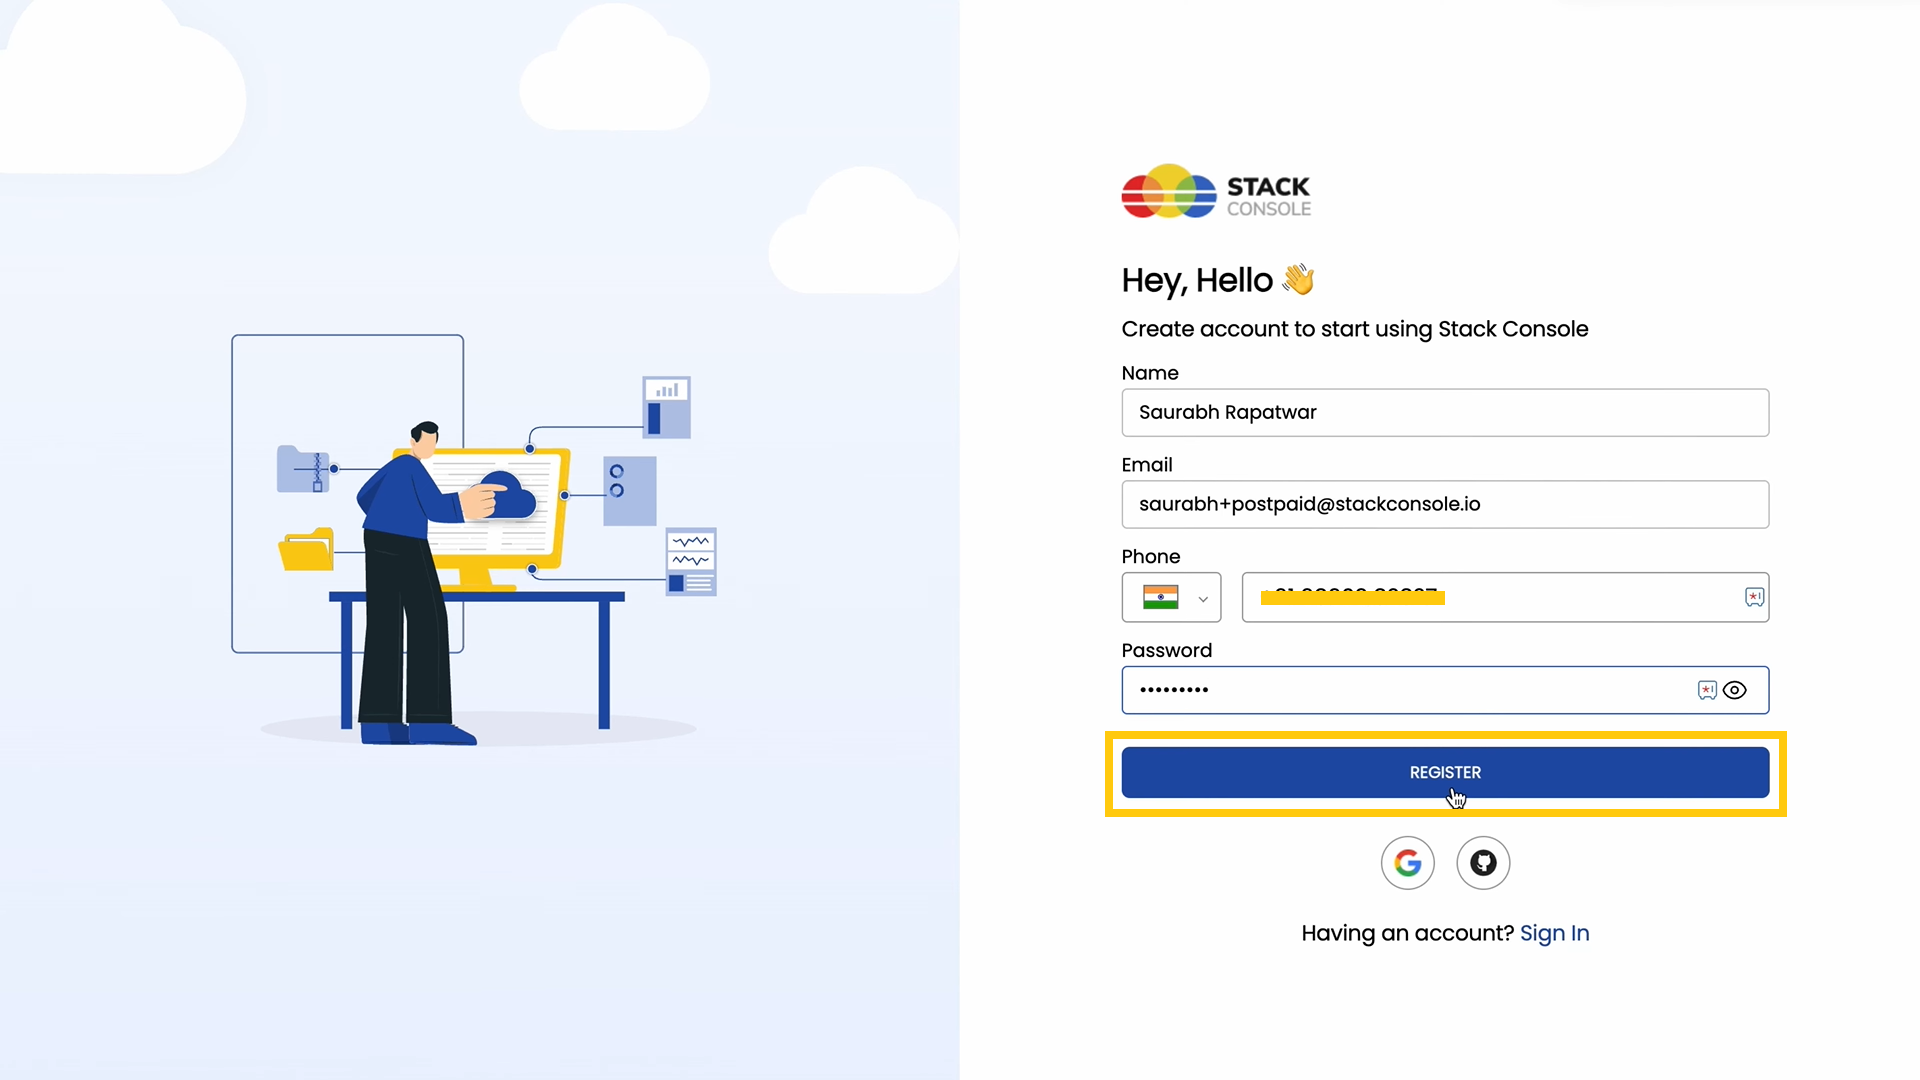 STACK
CONSOLE
Hey, Hello 👋
Create account to start using Stack Console
Name
Saurabh Rapatwar
Email
saurabh+postpaid@stackconsole.io
Phone
Password
•••••••••
REGISTER
Having an account? Sign In